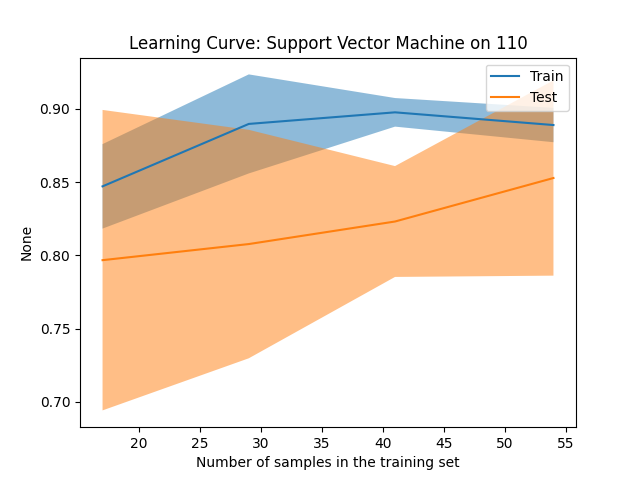 Learning Curve: Support Vector Machine on 110
Train
Test
0.90
0.85
0.80
0.75
0.70
None
20 25 30 35 40 45 50 55
Number of samples in the training set